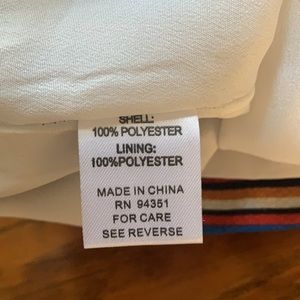 SHELL:
100% POLYESTER
LINING:
100%POLYESTER
MADE IN CHINA
RN 94351
FOR CARE
SEE REVERSE